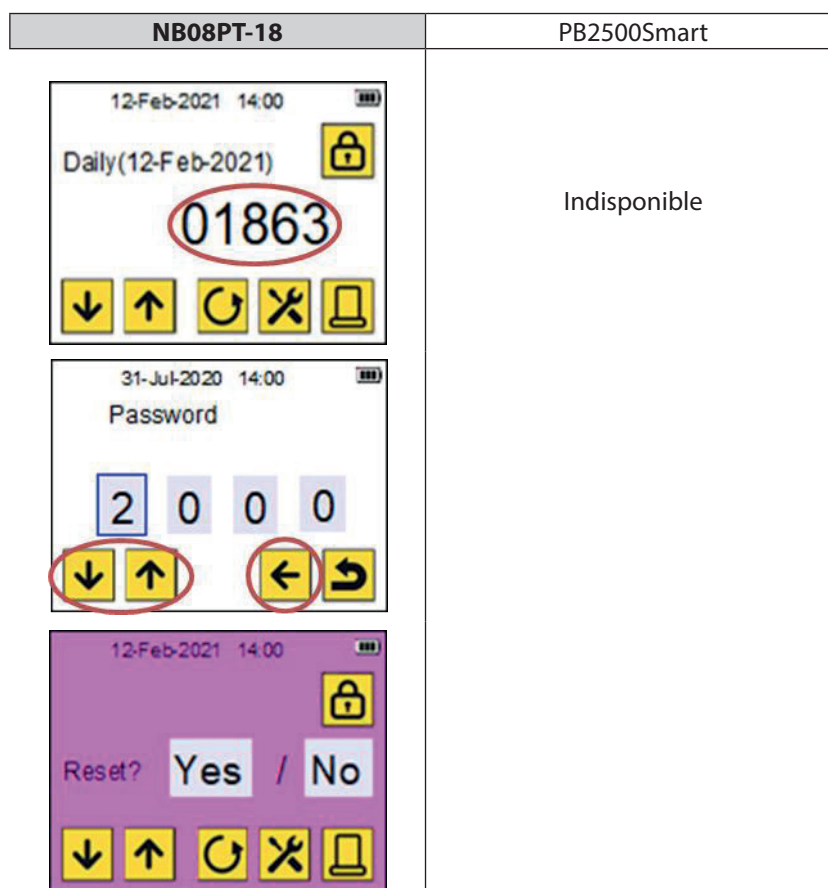 NB08PT-18 PB2500Smart
12-Feb-2021 14:00
Daily(12-Feb-2021)
01863
Indisponible
31-Jul-2020 14:00
Password
2 0 0 0
12-Feb-2021 14:00
Reset? Yes / No